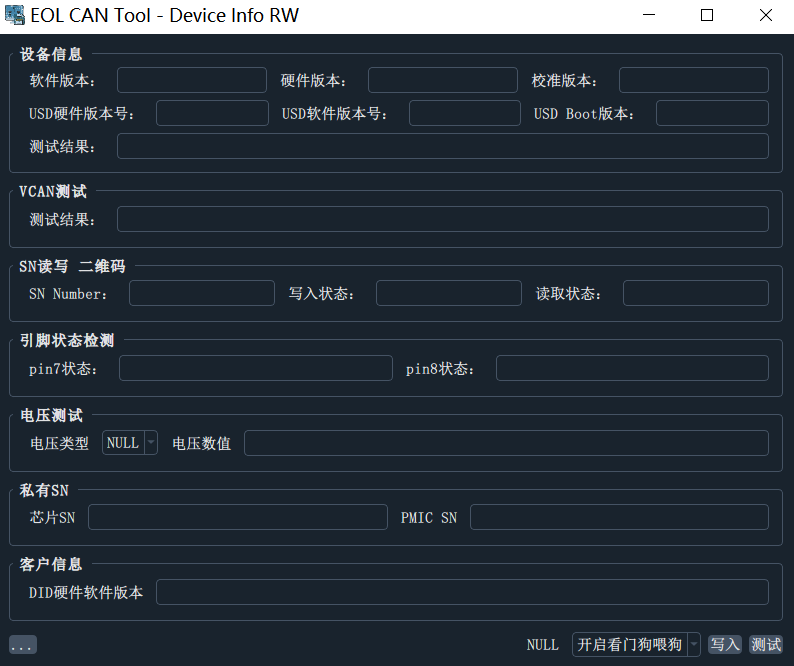 EOL CAN Tool - Device Info RW
设备信息
软件版本: 硬件版本: 校准版本:
USD硬件版本号: USD软件版本号: USD Boot版本:
测试结果:
VCAN测试
测试结果:
SN读写 二维码
SN Number: 写入状态: 读取状态:
引脚状态检测
pin7状态: pin8状态:
电压测试
电压类型 NULL 电压数值
私有SN
芯片SN PMIC SN
客户信息
DID硬件软件版本
... NULL 开启看门狗喂狗 写入 测试